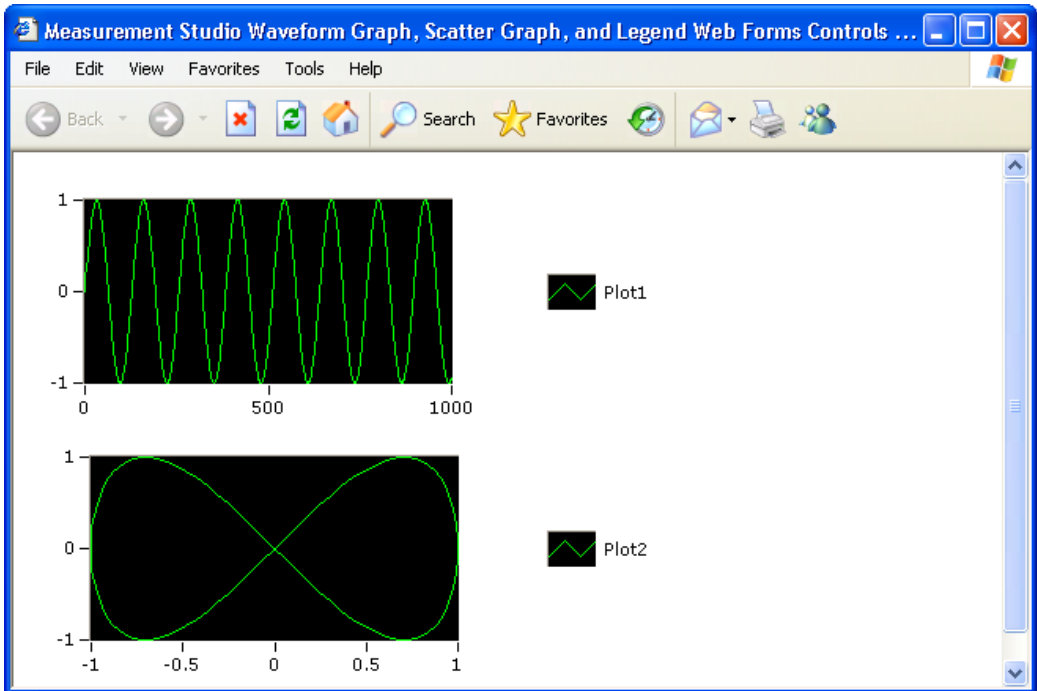 Measurement Studio Waveform Graph, Scatter Graph, and Legend Web Forms Controls ...
File Edit View Favorites Tools Help
Back Search Favorites
1
0
-1
0 500 1000
Plot1
1
0
-1
-1 -0.5 0 0.5 1
Plot2